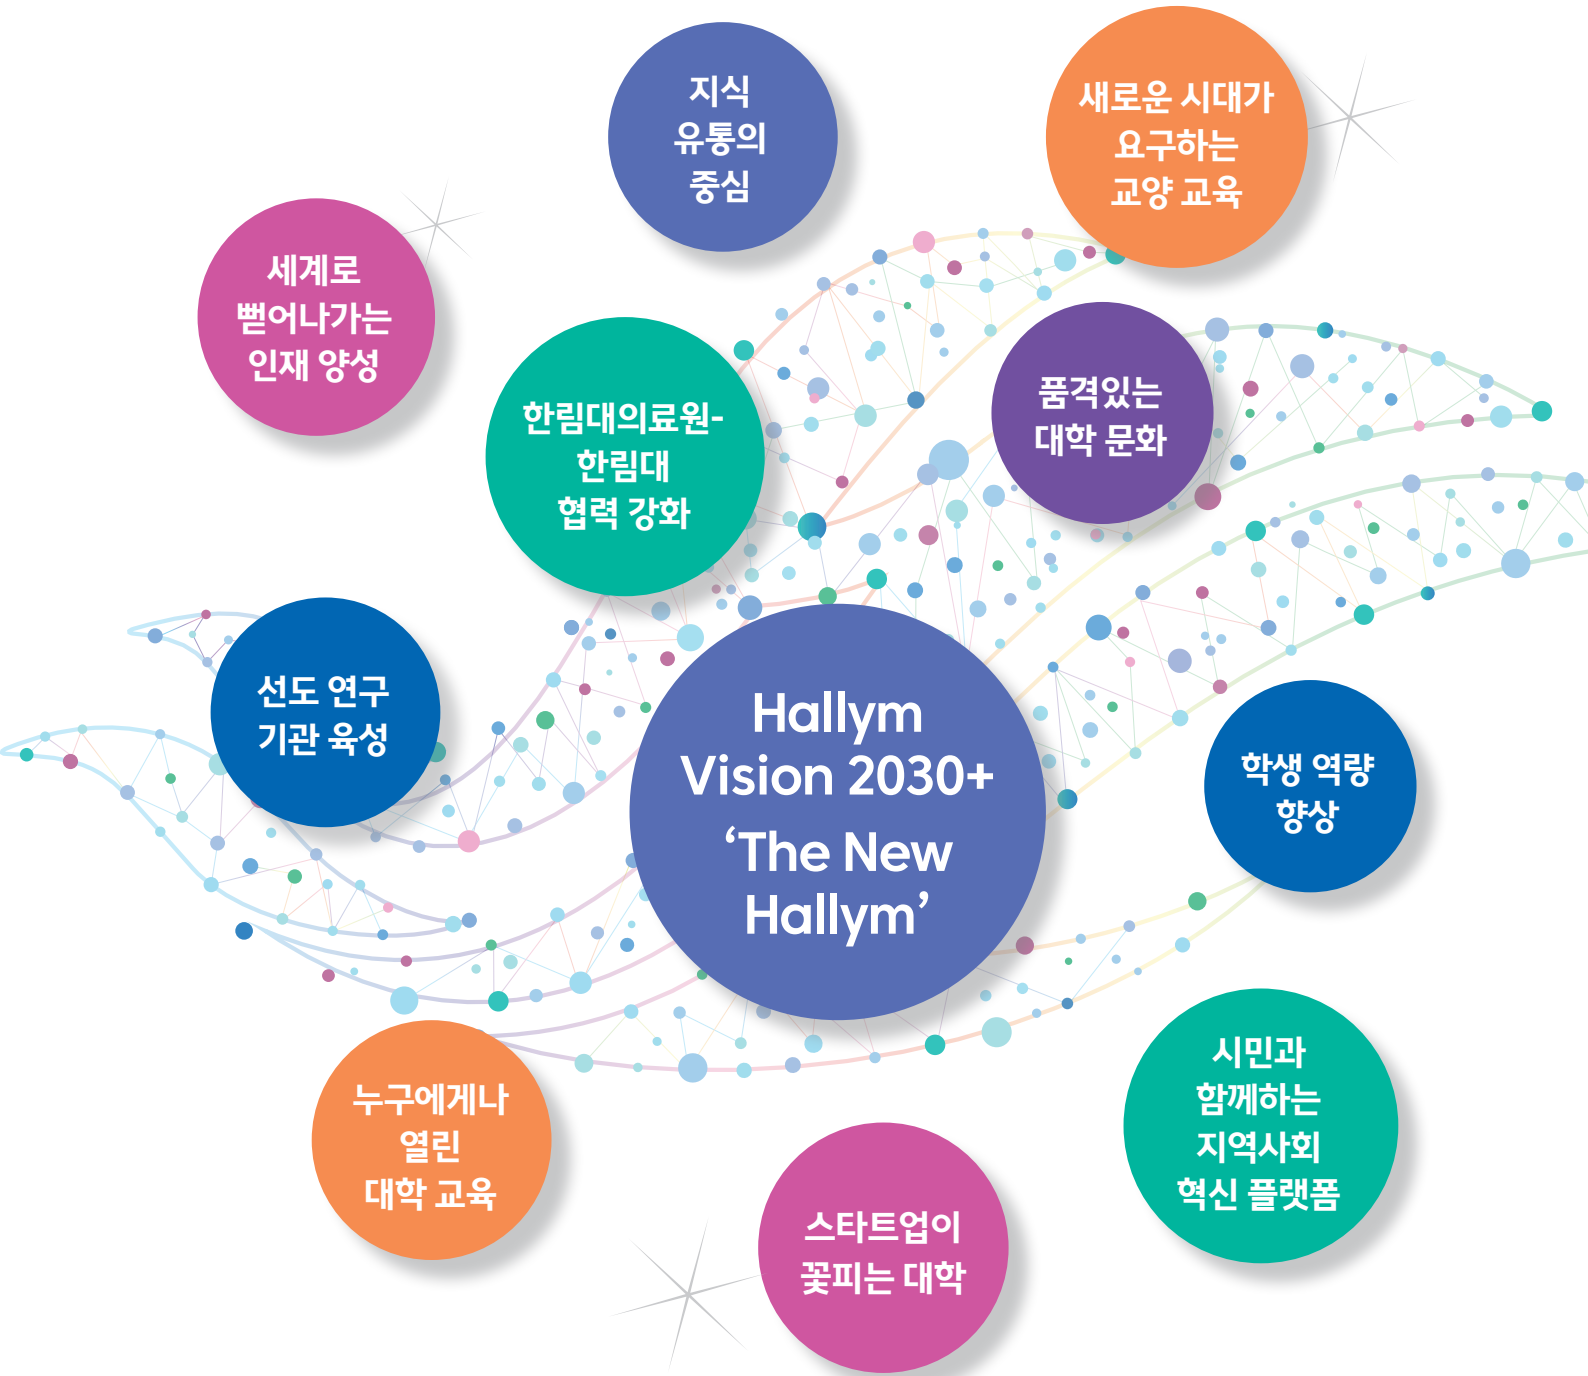 지식
유통의
중심
새로운 시대가
요구하는
교양 교육
세계로
뻗어나가는
인재 양성
한림대의료원-
한림대
협력 강화
품격있는
대학 문화
선도 연구
기관 육성
Hallym
Vision 2030+
‘The New
Hallym’
학생 역량
향상
누구에게나
열린
대학 교육
시민과
함께하는
지역사회
혁신 플랫폼
스타트업이
꽃피는 대학